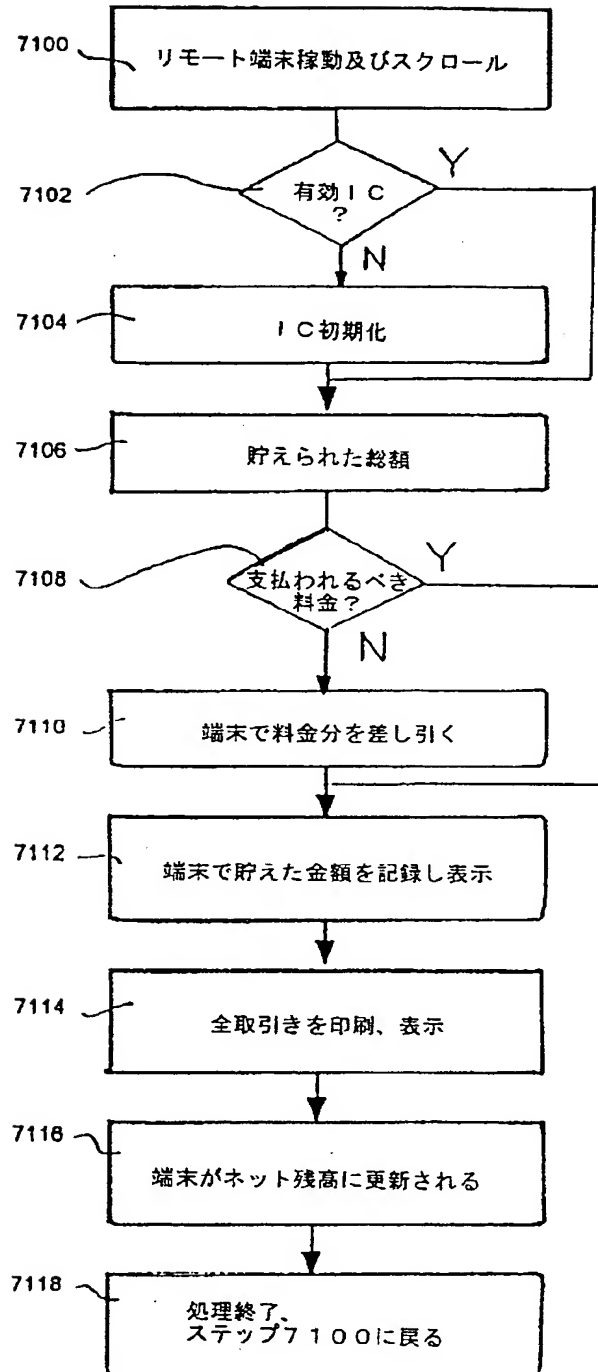 7100
リモート端末稼動及びスクロール
Y
7102
有効IC
?
N
7104
IC初期化
7106
貯えられた総額
Y
7108
支払われるべき
料金?
N
7110
端末で料金分を差し引く
7112
端末で貯えた金額を記録し表示
7114
全取引きを印刷、表示
7116
端末がネット残高に更新される
7118
処理終了、
ステップ7100に戻る